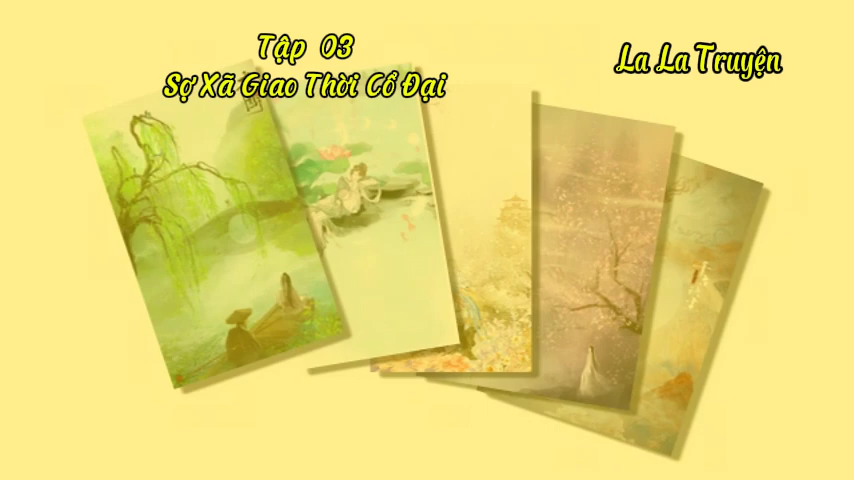 Tập 03
Sợ Xã Giao Thời Cổ Đại
La La Truyện